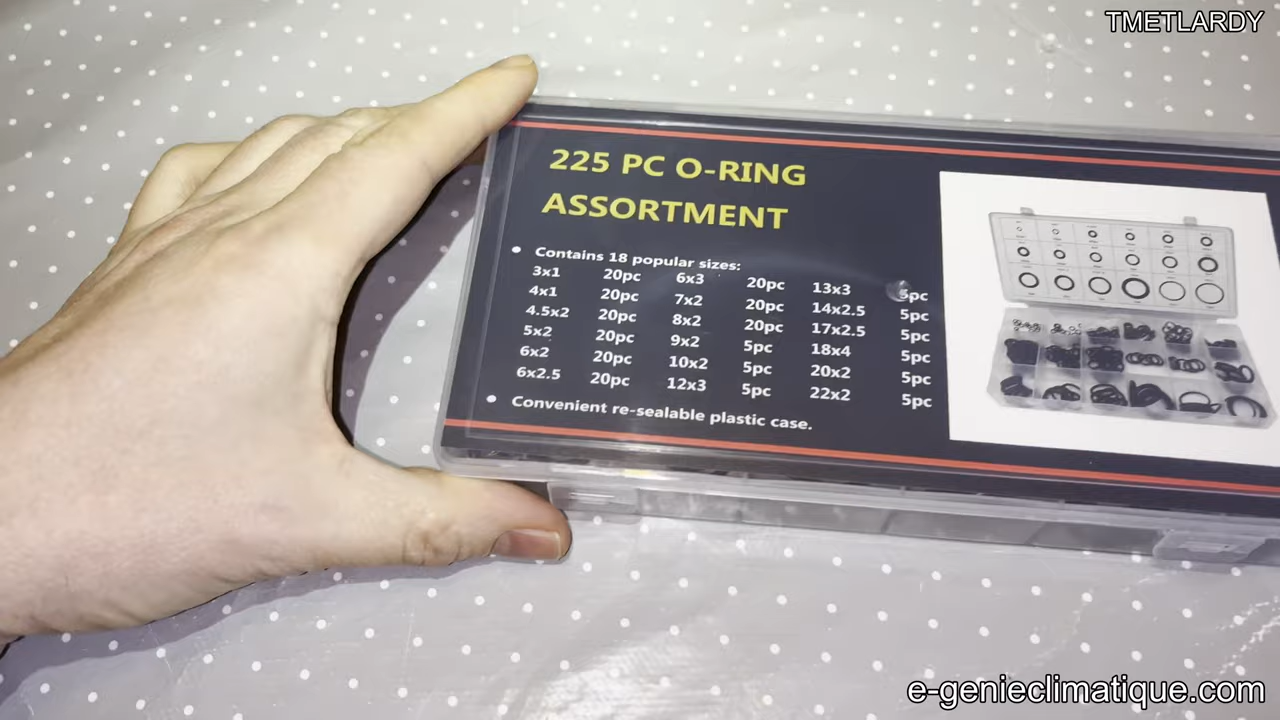 TMETLARDY
225 PC O-RING
ASSORTMENT
• Contains 18 popular sizes:
3x1 20pc 6x3 20pc 13x3 5pc
4x1 20pc 7x2 20pc 14x2.5 5pc
4.5x2 20pc 8x2 20pc 17x2.5 5pc
5x2 20pc 9x2 5pc 18x4 5pc
6x2 20pc 10x2 5pc 20x2 5pc
6x2.5 20pc 12x3 5pc 22x2 5pc
• Convenient re-sealable plastic case.
e-genieclimatique.com